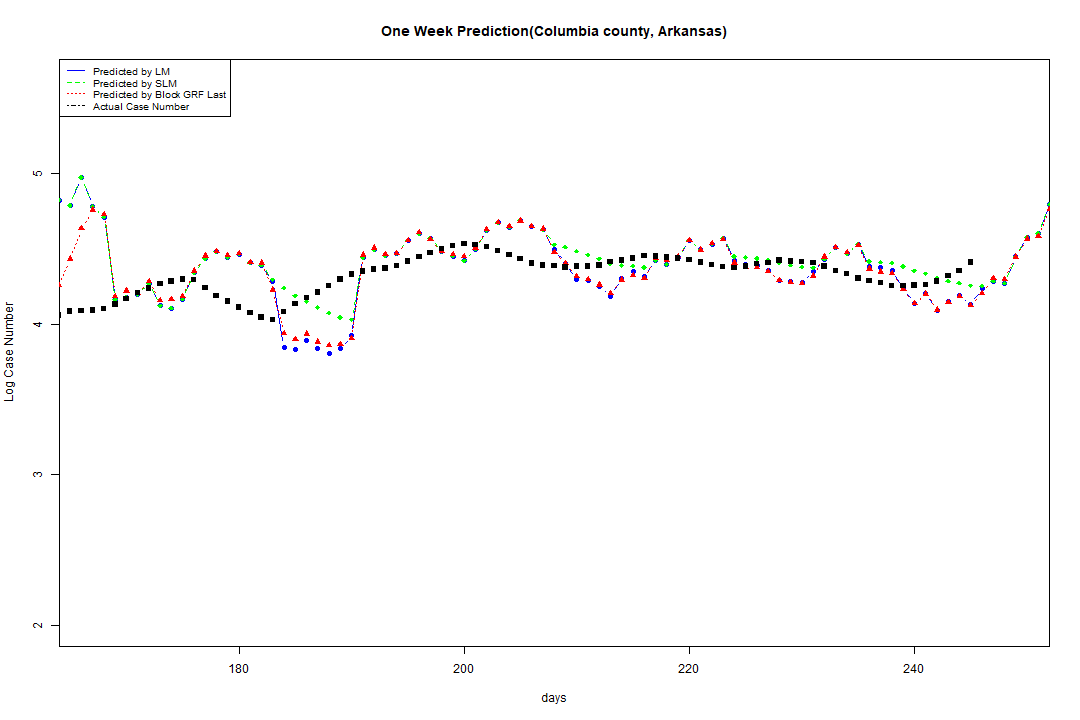 One Week Prediction(Columbia county, Arkansas)
Predicted by LM
Predicted by SLM
Predicted by Block GRF Last
Actual Case Number
5
4
3
2
Log Case Number
180
200
220
240
days